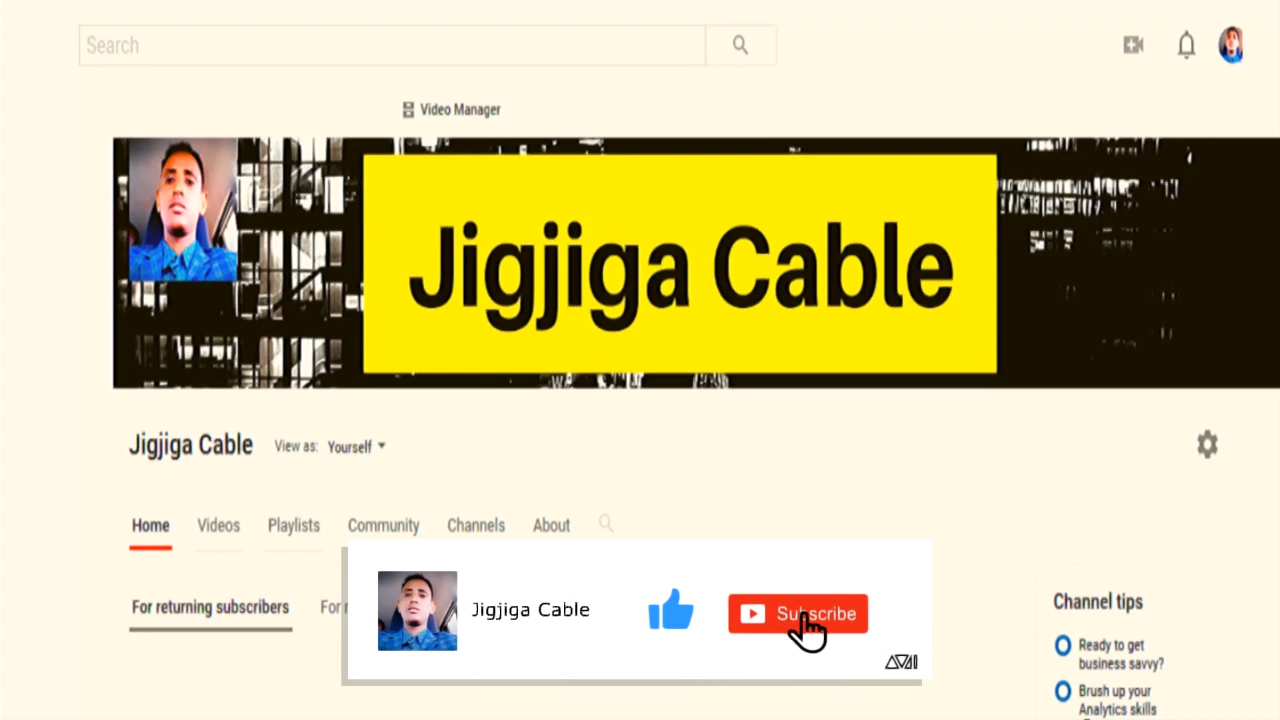 Search
Video Manager
Jigjiga Cable
Jigjiga Cable View as: Yourself
Home Videos Playlists Community Channels About
For returning subscribers For
Jigjiga Cable Subscribe
Channel tips
Ready to get
business savvy?
Brush up your
Analytics skills